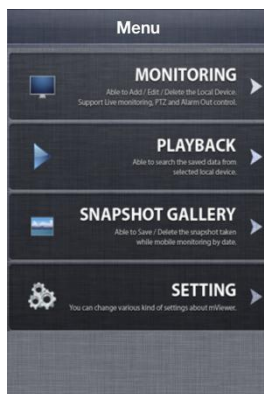 Menu
MONITORING
Able to Add / Edit / Delete the Local Device.
Support Live monitoring, PTZ and Alarm Out control.
PLAYBACK
Able to search the saved data from
selected local device.
SNAPSHOT GALLERY
Able to Save / Delete the snapshot taken
while mobile monitoring by date.
SETTING
You can change various kind of settings about mViewer.